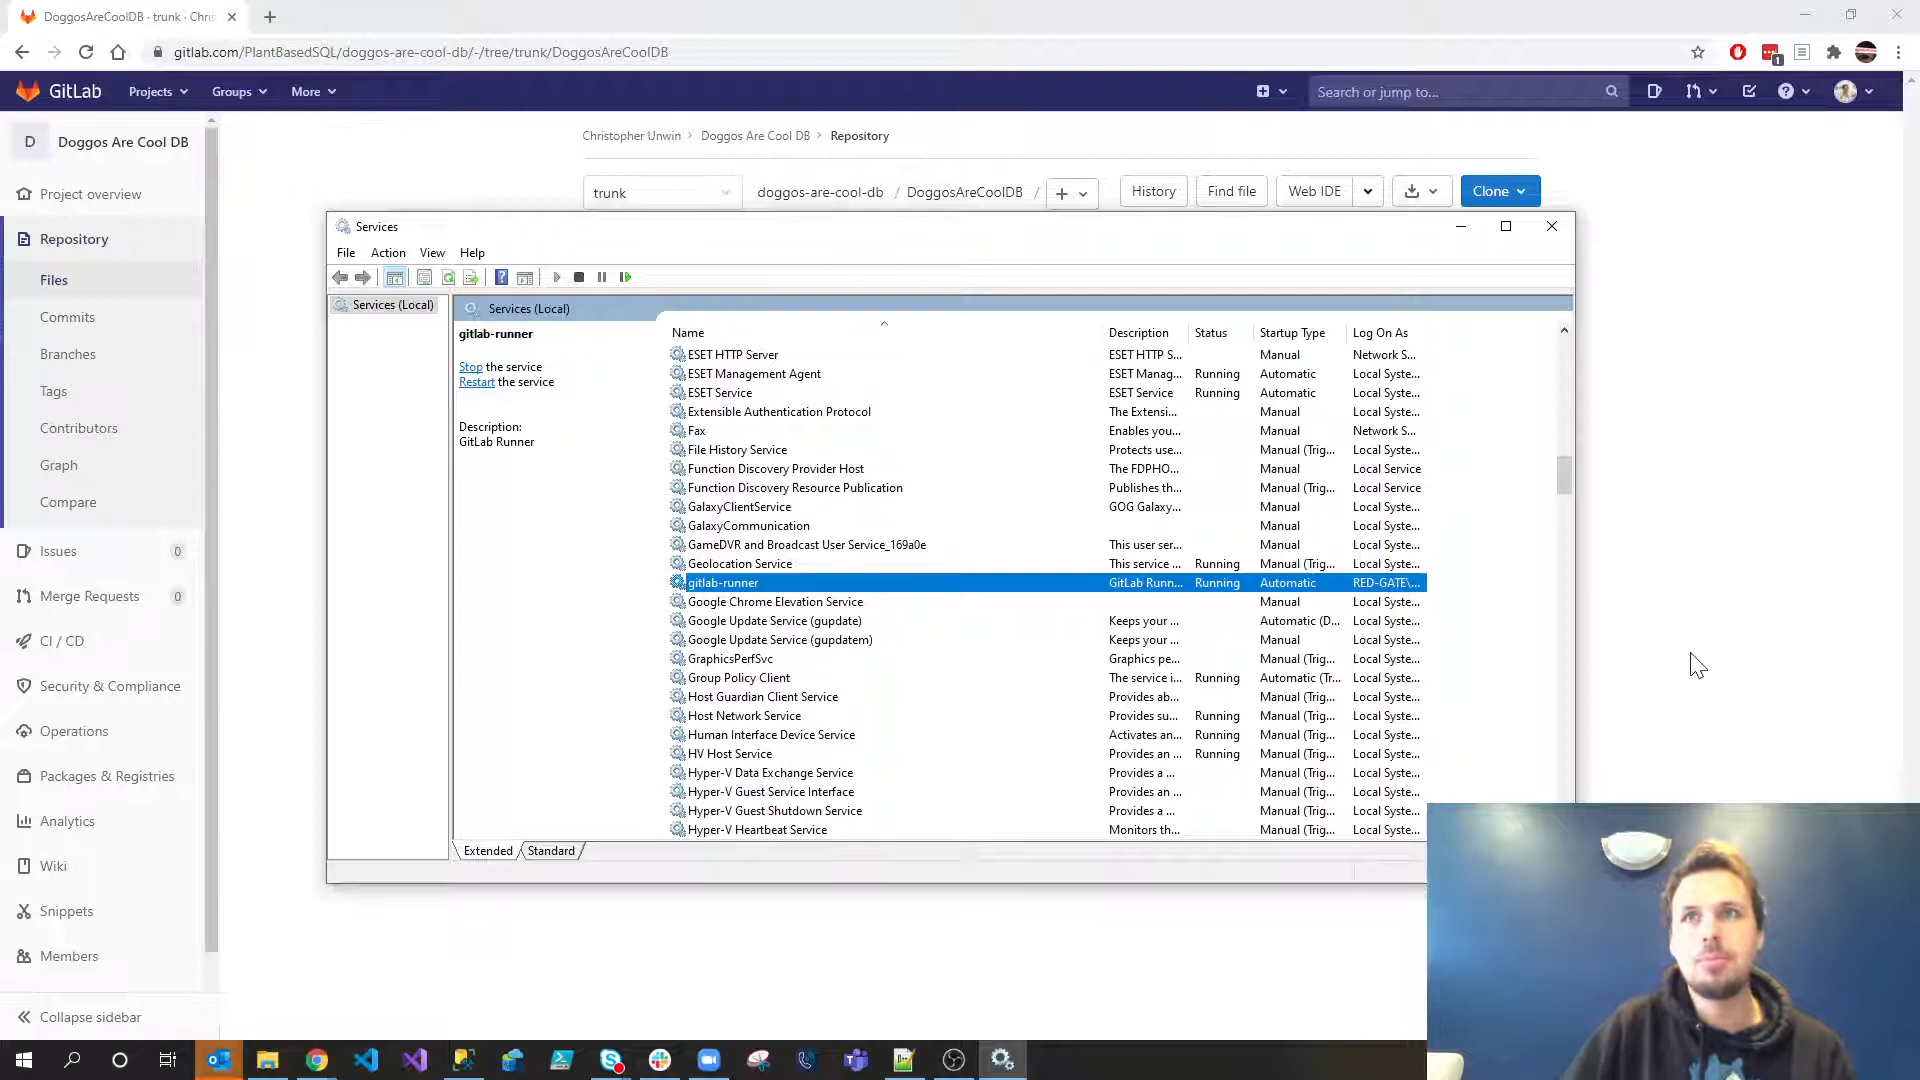 DoggosAreCoolDB · trunk · Chris
gitlab.com/PlantBasedSQL/doggos-are-cool-db/-/tree/trunk/DoggosAreCoolDB
1
GitLab Projects Groups More Search or jump to...
D Doggos Are Cool DB
Project overview
Repository
Files
Commits
Branches
Tags
Contributors
Graph
Compare
Issues 0
Merge Requests 0
CI / CD
Security & Compliance
Operations
Packages & Registries
Analytics
Wiki
Snippets
Members
Collapse sidebar
Christopher Unwin > Doggos Are Cool DB > Repository
trunk doggos-are-cool-db / DoggosAreCoolDB / + History Find file Web IDE Clone
Services
File Action View Help
Services (Local)
Services (Local)
gitlab-runner
Stop the service
Restart the service
Description:
GitLab Runner
Name Description Status Startup Type Log On As
ESET HTTP Server ESET HTTP S... Manual Network S...
ESET Management Agent ESET Manag... Running Automatic Local Syste...
ESET Service ESET Service Running Automatic Local Syste...
Extensible Authentication Protocol The Extensi... Manual Local Syste...
Fax Enables you... Manual Network S...
File History Service Protects use... Manual (Trig... Local Syste...
Function Discovery Provider Host The FDPHO... Manual Local Service
Function Discovery Resource Publication Publishes th... Manual (Trig... Local Service
GalaxyClientService GOG Galaxy... Manual Local Syste...
GalaxyCommunication Manual Local Syste...
GameDVR and Broadcast User Service_169a0e This user ser... Manual Local Syste...
Geolocation Service This service ... Running Manual (Trig... Local Syste...
gitlab-runner GitLab Runn... Running Automatic RED-GATE\...
Google Chrome Elevation Service Manual Local Syste...
Google Update Service (gupdate) Keeps your ... Automatic (D... Local Syste...
Google Update Service (gupdatem) Keeps your ... Manual Local Syste...
GraphicsPerfSvc Graphics pe... Manual (Trig... Local Syste...
Group Policy Client The service i... Running Automatic (Tr... Local Syste...
Host Guardian Client Service Provides ab... Manual (Trig... Local Syste...
Host Network Service Provides su... Running Manual (Trig... Local Syste...
Human Interface Device Service Activates an... Running Manual (Trig... Local Syste...
HV Host Service Provides an ... Running Manual (Trig... Local Syste...
Hyper-V Data Exchange Service Provides a ... Manual (Trig... Local Syste...
Hyper-V Guest Service Interface Provides an ... Manual (Trig... Local Syste...
Hyper-V Guest Shutdown Service Provides a ... Manual (Trig... Local Syste...
Hyper-V Heartbeat Service Monitors th... Manual (Trig... Local Syste...
Extended Standard